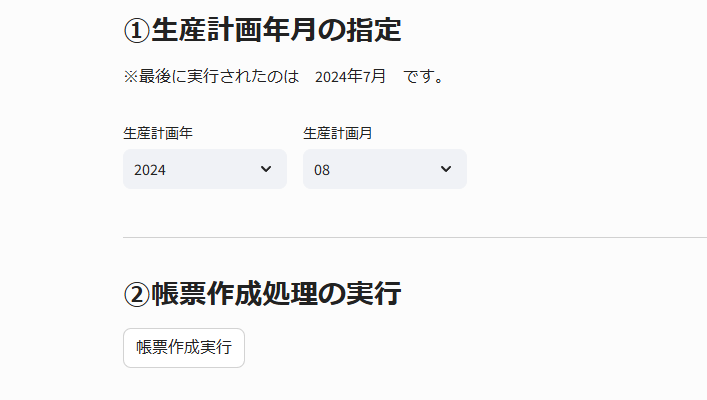 ①生産計画年月の指定
※最後に実行されたのは　2024年7月　です。
生産計画年　生産計画月
2024　08
②帳票作成処理の実行
帳票作成実行